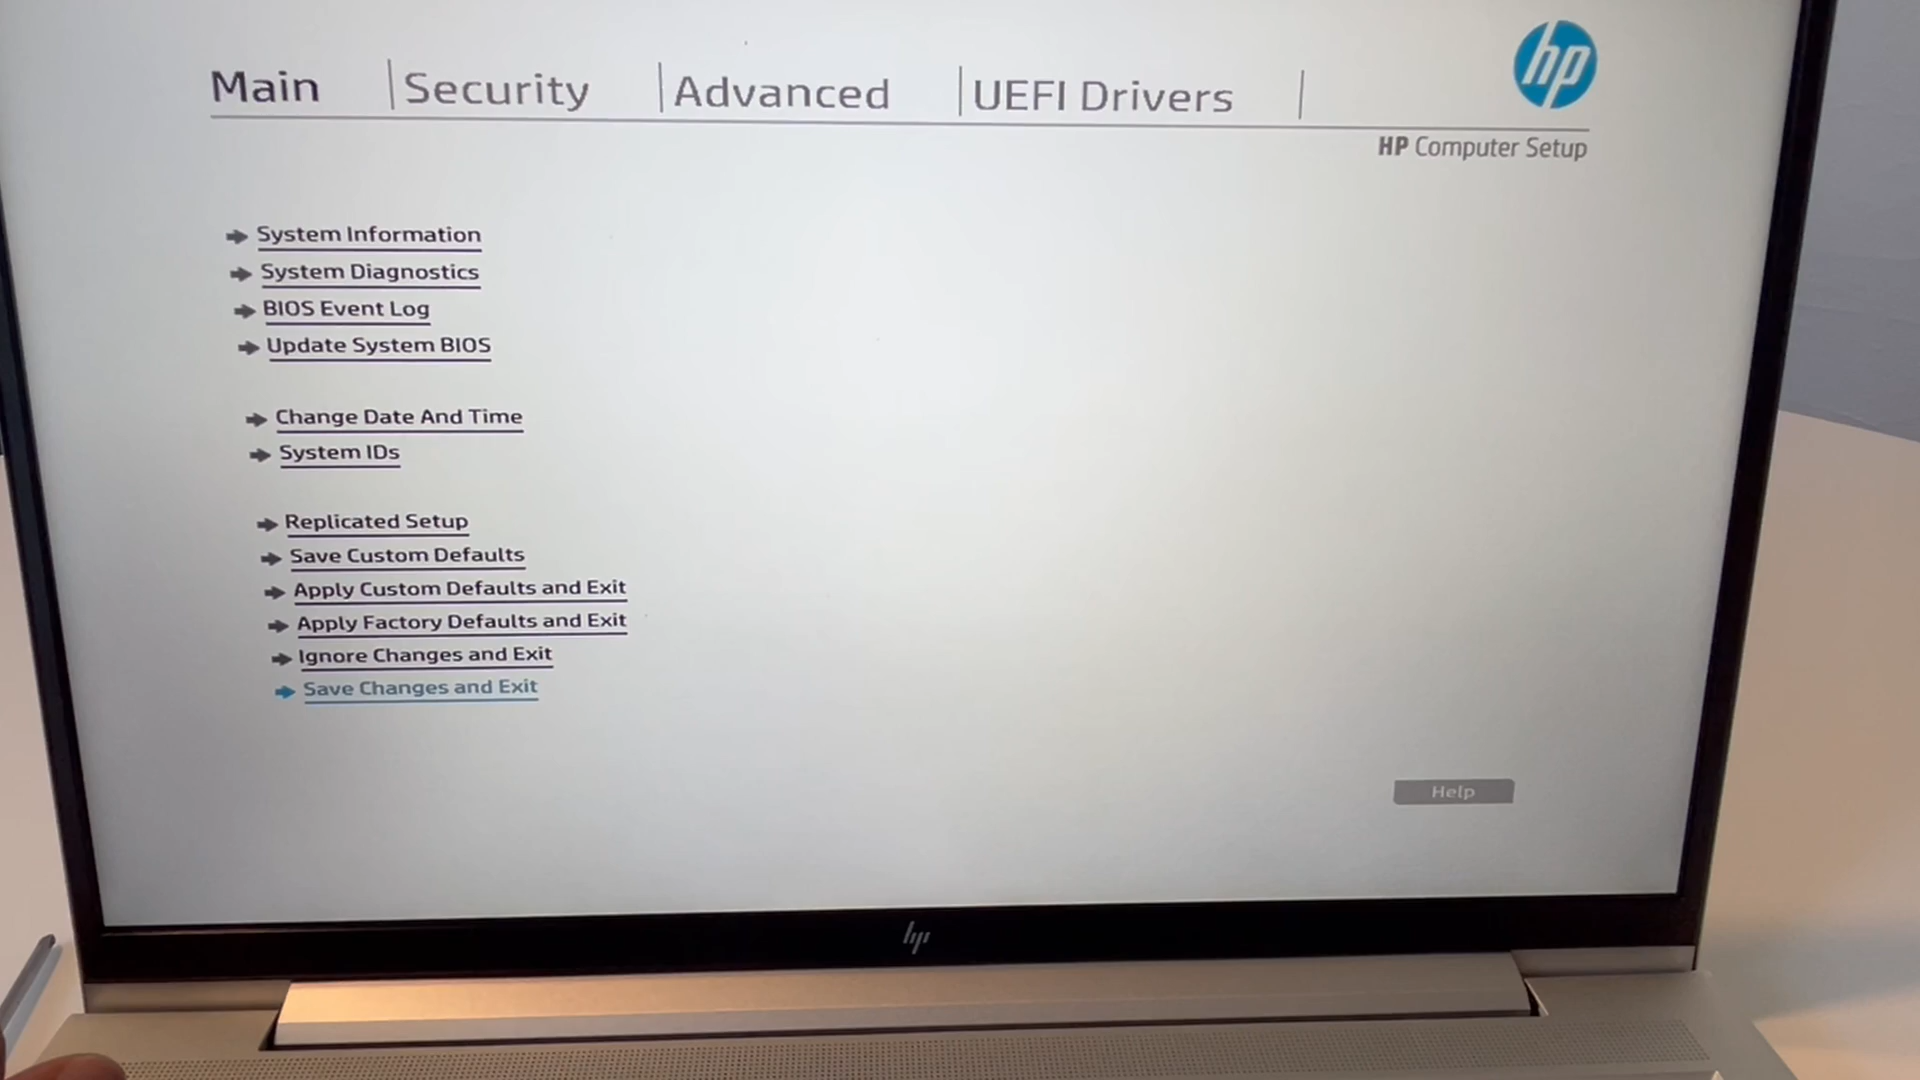 Main
Security
Advanced
UEFI Drivers
hp
HP Computer Setup
System Information
System Diagnostics
BIOS Event Log
Update System BIOS
Change Date And Time
System IDs
Replicated Setup
Save Custom Defaults
Apply Custom Defaults and Exit
Apply Factory Defaults and Exit
Ignore Changes and Exit
Save Changes and Exit
Help
hp